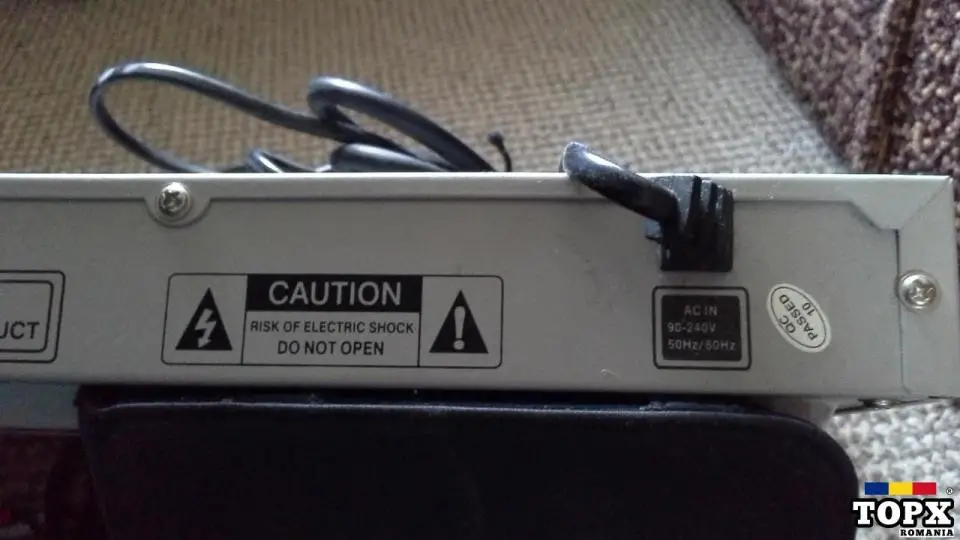 UCT
CAUTION
RISK OF ELECTRIC SHOCK
DO NOT OPEN
AC IN
90-240V
50Hz/60Hz
QC
PASSED
10
TOPX
ROMANIA